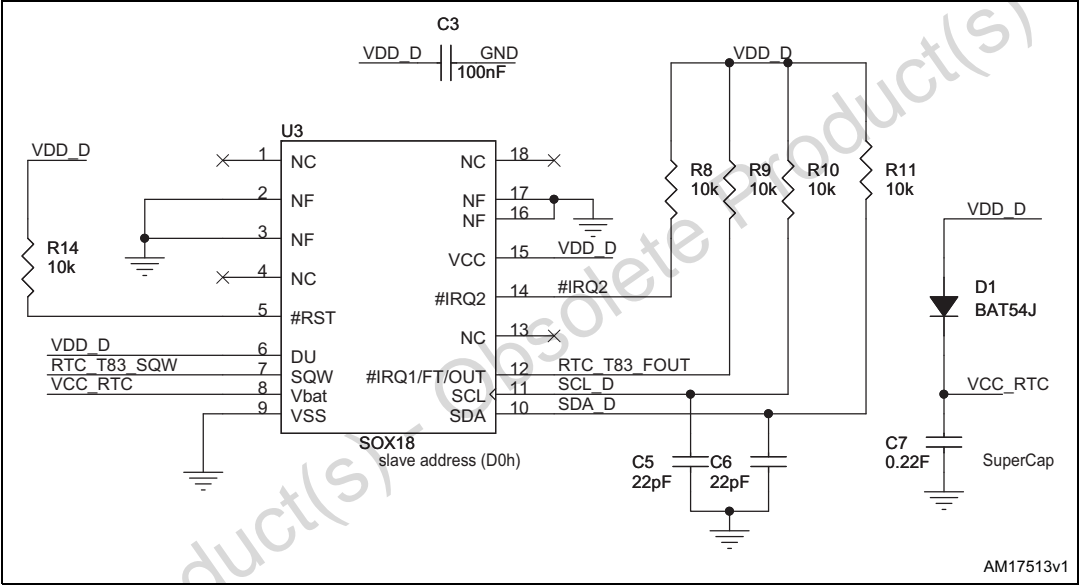 C3
VDD_D GND
100nF
VDD_D
U3
VDD_D
1 NC
NC 18
2 NF
NF 17
NF 16
3 NF
VCC 15 VDD_D
4 NC
#IRQ2 14 #IRQ2
5 #RST
NC 13
VDD_D 6 DU
RTC_T83_SQW 7 SQW
#IRQ1/FT/OUT 12 RTC_T83_FOUT
VCC_RTC 8 Vbat
SCL 11 SCL_D
9 VSS
SDA 10 SDA_D
SOX18
slave address (D0h)
R14
10k
R8
10k
R9
10k
R10
10k
R11
10k
C5
22pF
C6
22pF
VDD_D
D1
BAT54J
VCC_RTC
C7
0.22F
SuperCap
AM17513v1
duct(s) - Obsolete Product(s)